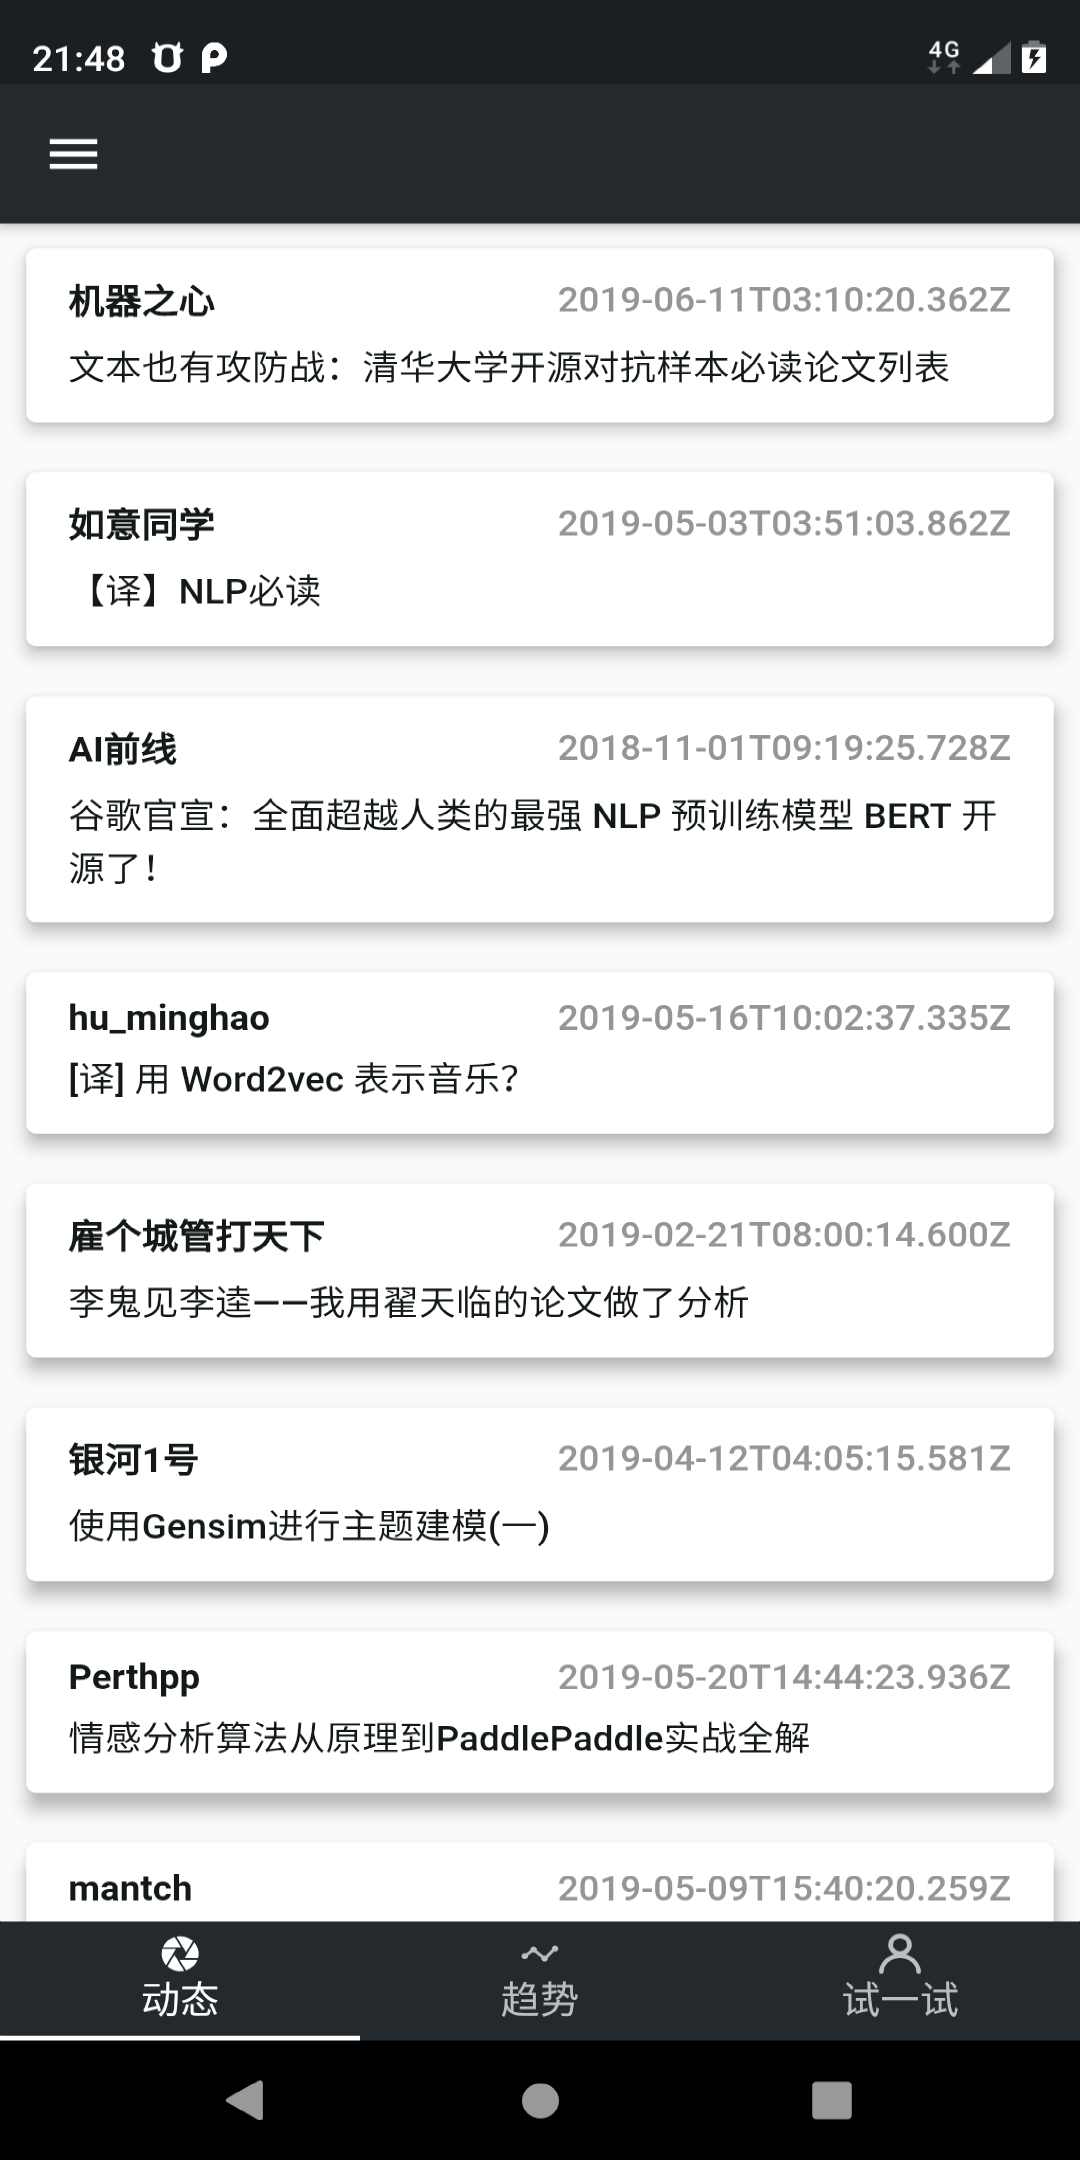 21:48
4G
机器之心 2019-06-11T03:10:20.362Z
文本也有攻防战：清华大学开源对抗样本必读论文列表
如意同学 2019-05-03T03:51:03.862Z
【译】NLP必读
AI前线 2018-11-01T09:19:25.728Z
谷歌官宣：全面超越人类的最强 NLP 预训练模型 BERT 开
源了！
hu_minghao 2019-05-16T10:02:37.335Z
[译] 用 Word2vec 表示音乐？
雇个城管打天下 2019-02-21T08:00:14.600Z
李鬼见李逵——我用翟天临的论文做了分析
银河1号 2019-04-12T04:05:15.581Z
使用Gensim进行主题建模(一)
Perthpp 2019-05-20T14:44:23.936Z
情感分析算法从原理到PaddlePaddle实战全解
mantch 2019-05-09T15:40:20.259Z
动态 趋势 试一试